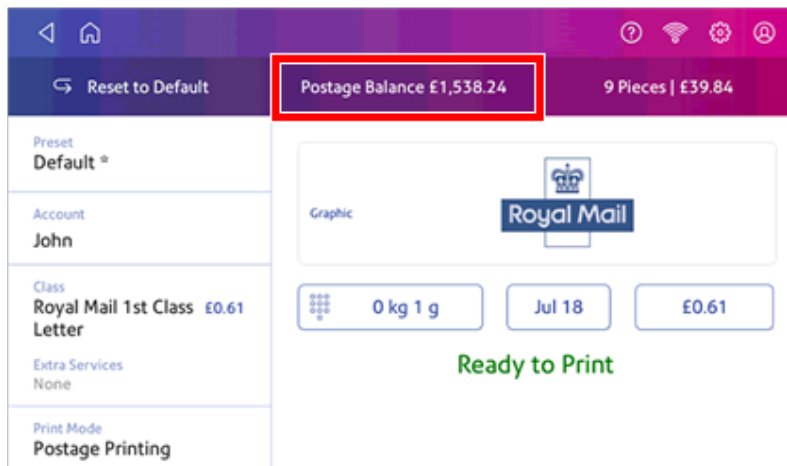 Reset to Default
Postage Balance £1,538.24
9 Pieces | £39.84
Preset
Default *
Account
John
Class
Royal Mail 1st Class £0.61
Letter
Extra Services
None
Print Mode
Postage Printing
Graphic
Royal Mail
0 kg 1 g
Jul 18
£0.61
Ready to Print